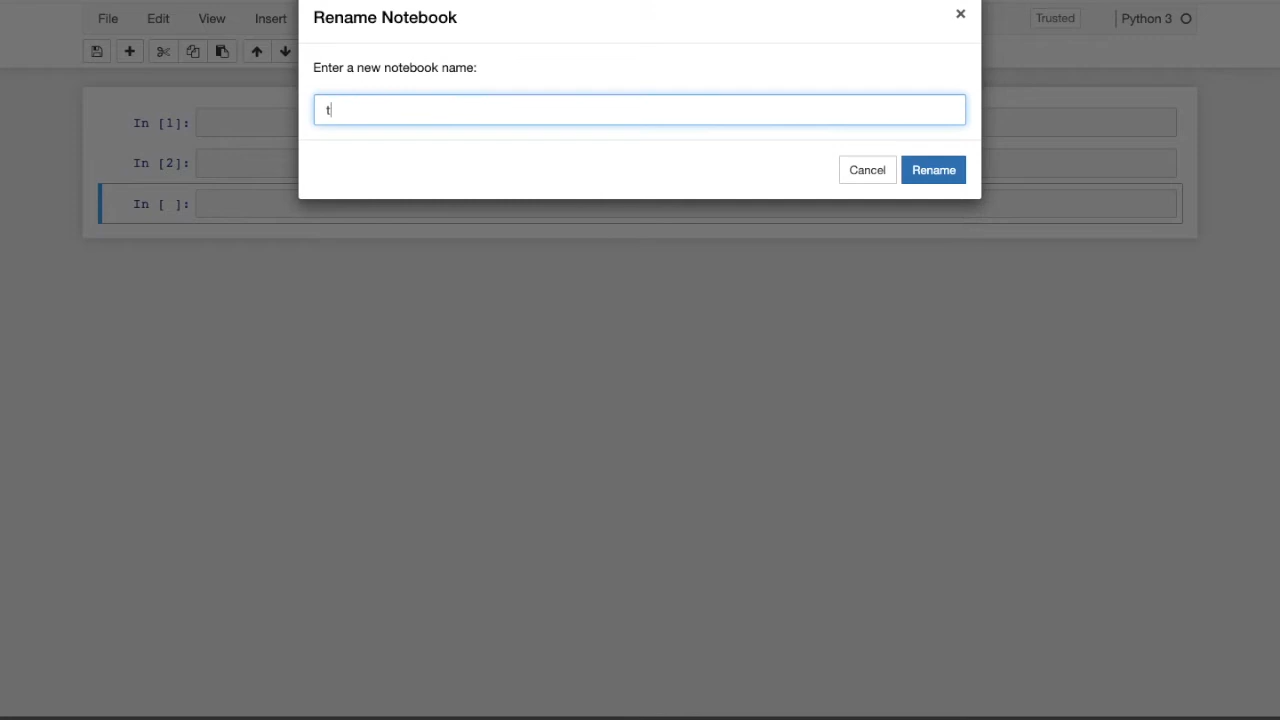 Rename Notebook ×
File Edit View Insert Trusted Python 3
Enter a new notebook name:
t
In [1]:
In [2]:
Cancel Rename
In [ ]: